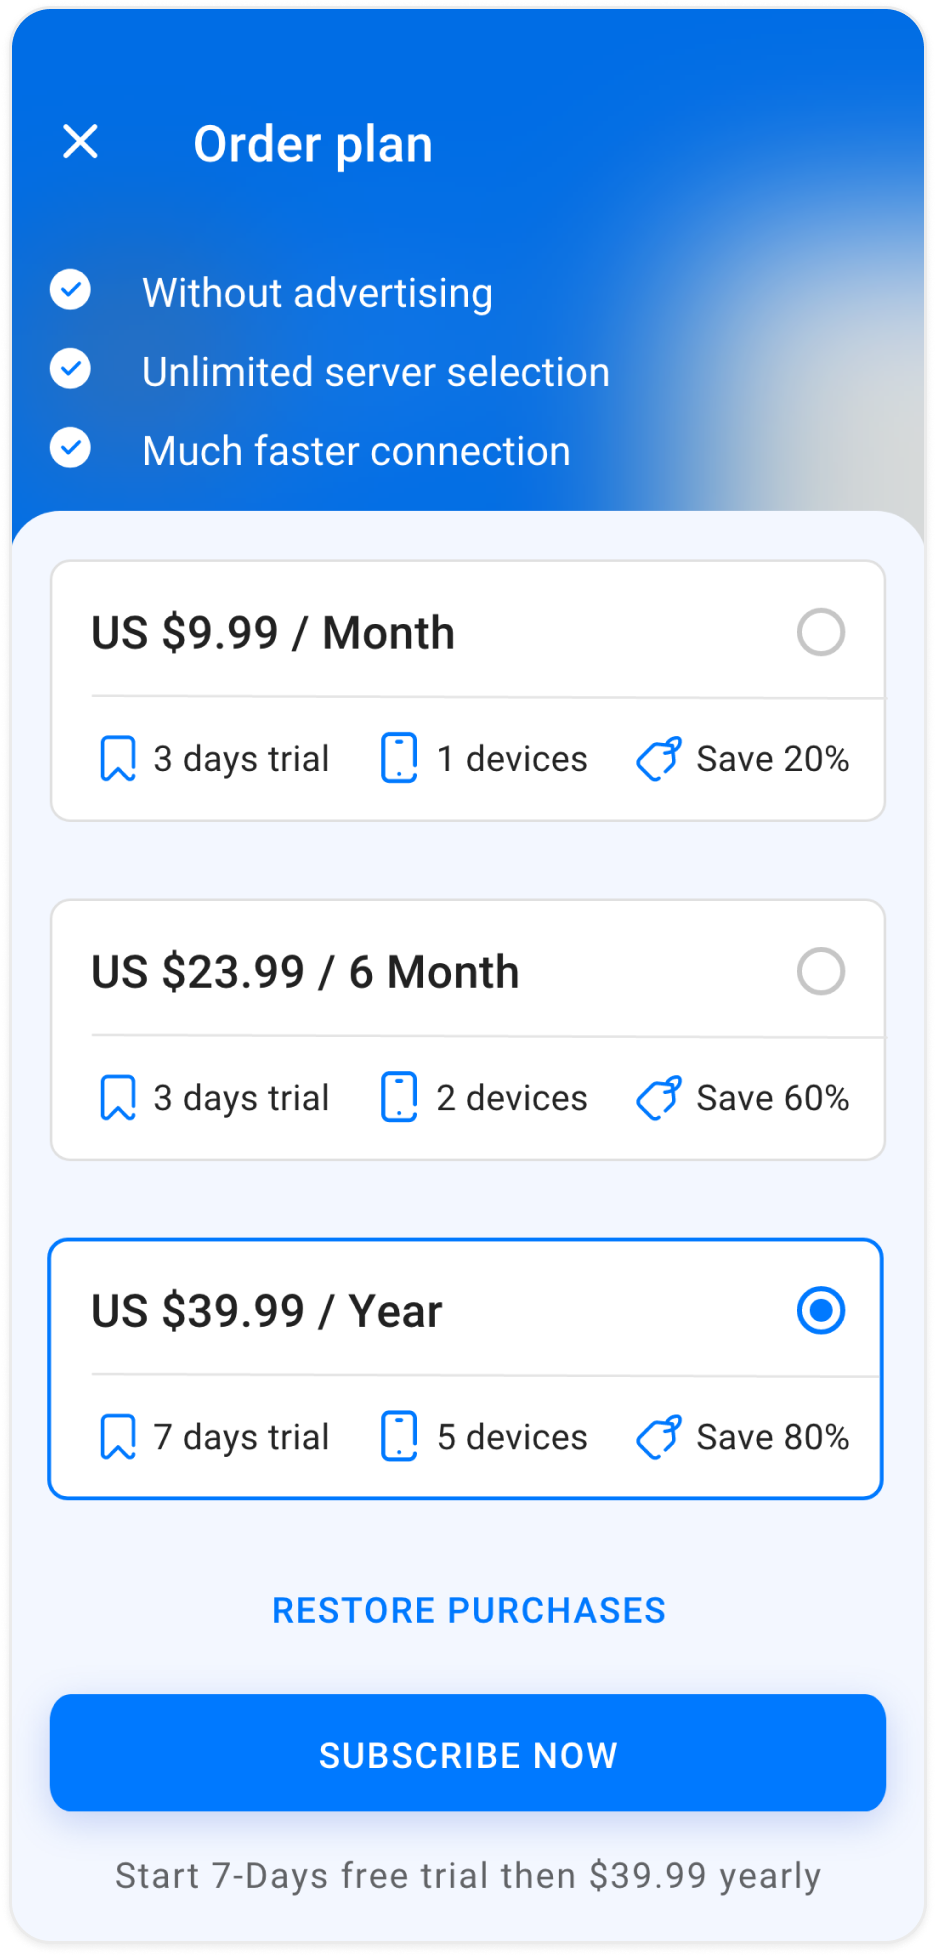 Order plan
Without advertising
Unlimited server selection
Much faster connection
US $9.99 / Month
3 days trial 1 devices Save 20%
US $23.99 / 6 Month
3 days trial 2 devices Save 60%
US $39.99 / Year
7 days trial 5 devices Save 80%
RESTORE PURCHASES
SUBSCRIBE NOW
Start 7-Days free trial then $39.99 yearly